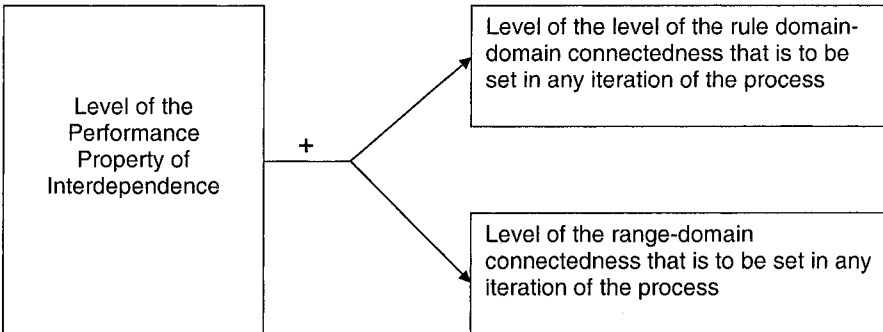 Level of the
Performance
Property of
Interdependence
+
Level of the level of the rule domain-
domain connectedness that is to be
set in any iteration of the process
Level of the range-domain
connectedness that is to be set in any
iteration of the process